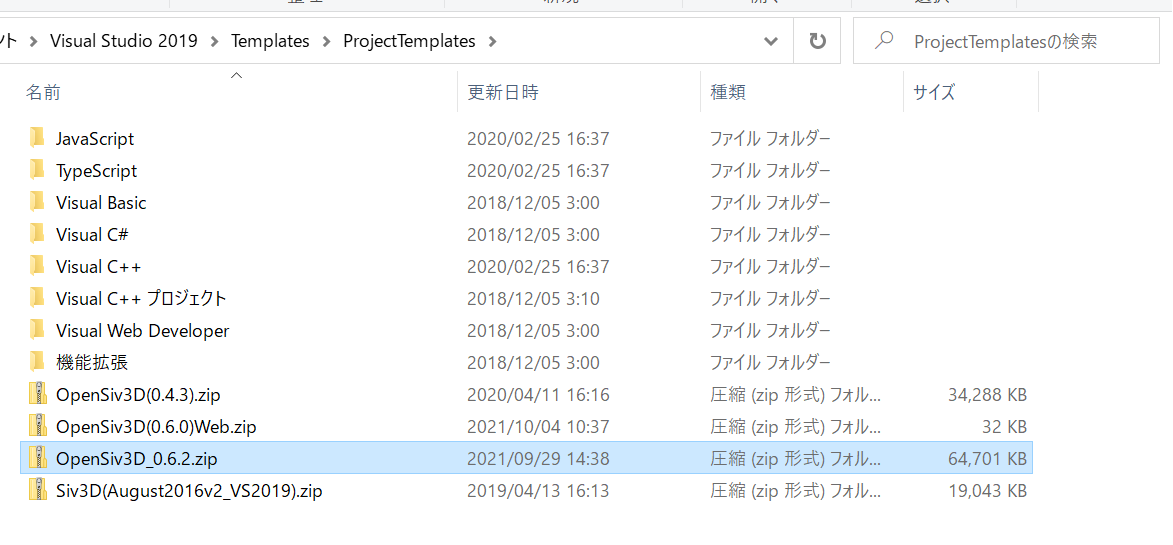 ト > Visual Studio 2019 > Templates > ProjectTemplates >
ProjectTemplatesの検索
名前 更新日時 種類 サイズ
JavaScript 2020/02/25 16:37 ファイル フォルダー
TypeScript 2020/02/25 16:37 ファイル フォルダー
Visual Basic 2018/12/05 3:00 ファイル フォルダー
Visual C# 2018/12/05 3:00 ファイル フォルダー
Visual C++ 2020/02/25 16:37 ファイル フォルダー
Visual C++ プロジェクト 2018/12/05 3:10 ファイル フォルダー
Visual Web Developer 2018/12/05 3:00 ファイル フォルダー
機能拡張 2018/12/05 3:00 ファイル フォルダー
OpenSiv3D(0.4.3).zip 2020/04/11 16:16 圧縮 (zip 形式) フォル... 34,288 KB
OpenSiv3D(0.6.0)Web.zip 2021/10/04 10:37 圧縮 (zip 形式) フォル... 32 KB
OpenSiv3D_0.6.2.zip 2021/09/29 14:38 圧縮 (zip 形式) フォル... 64,701 KB
Siv3D(August2016v2_VS2019).zip 2019/04/13 16:13 圧縮 (zip 形式) フォル... 19,043 KB